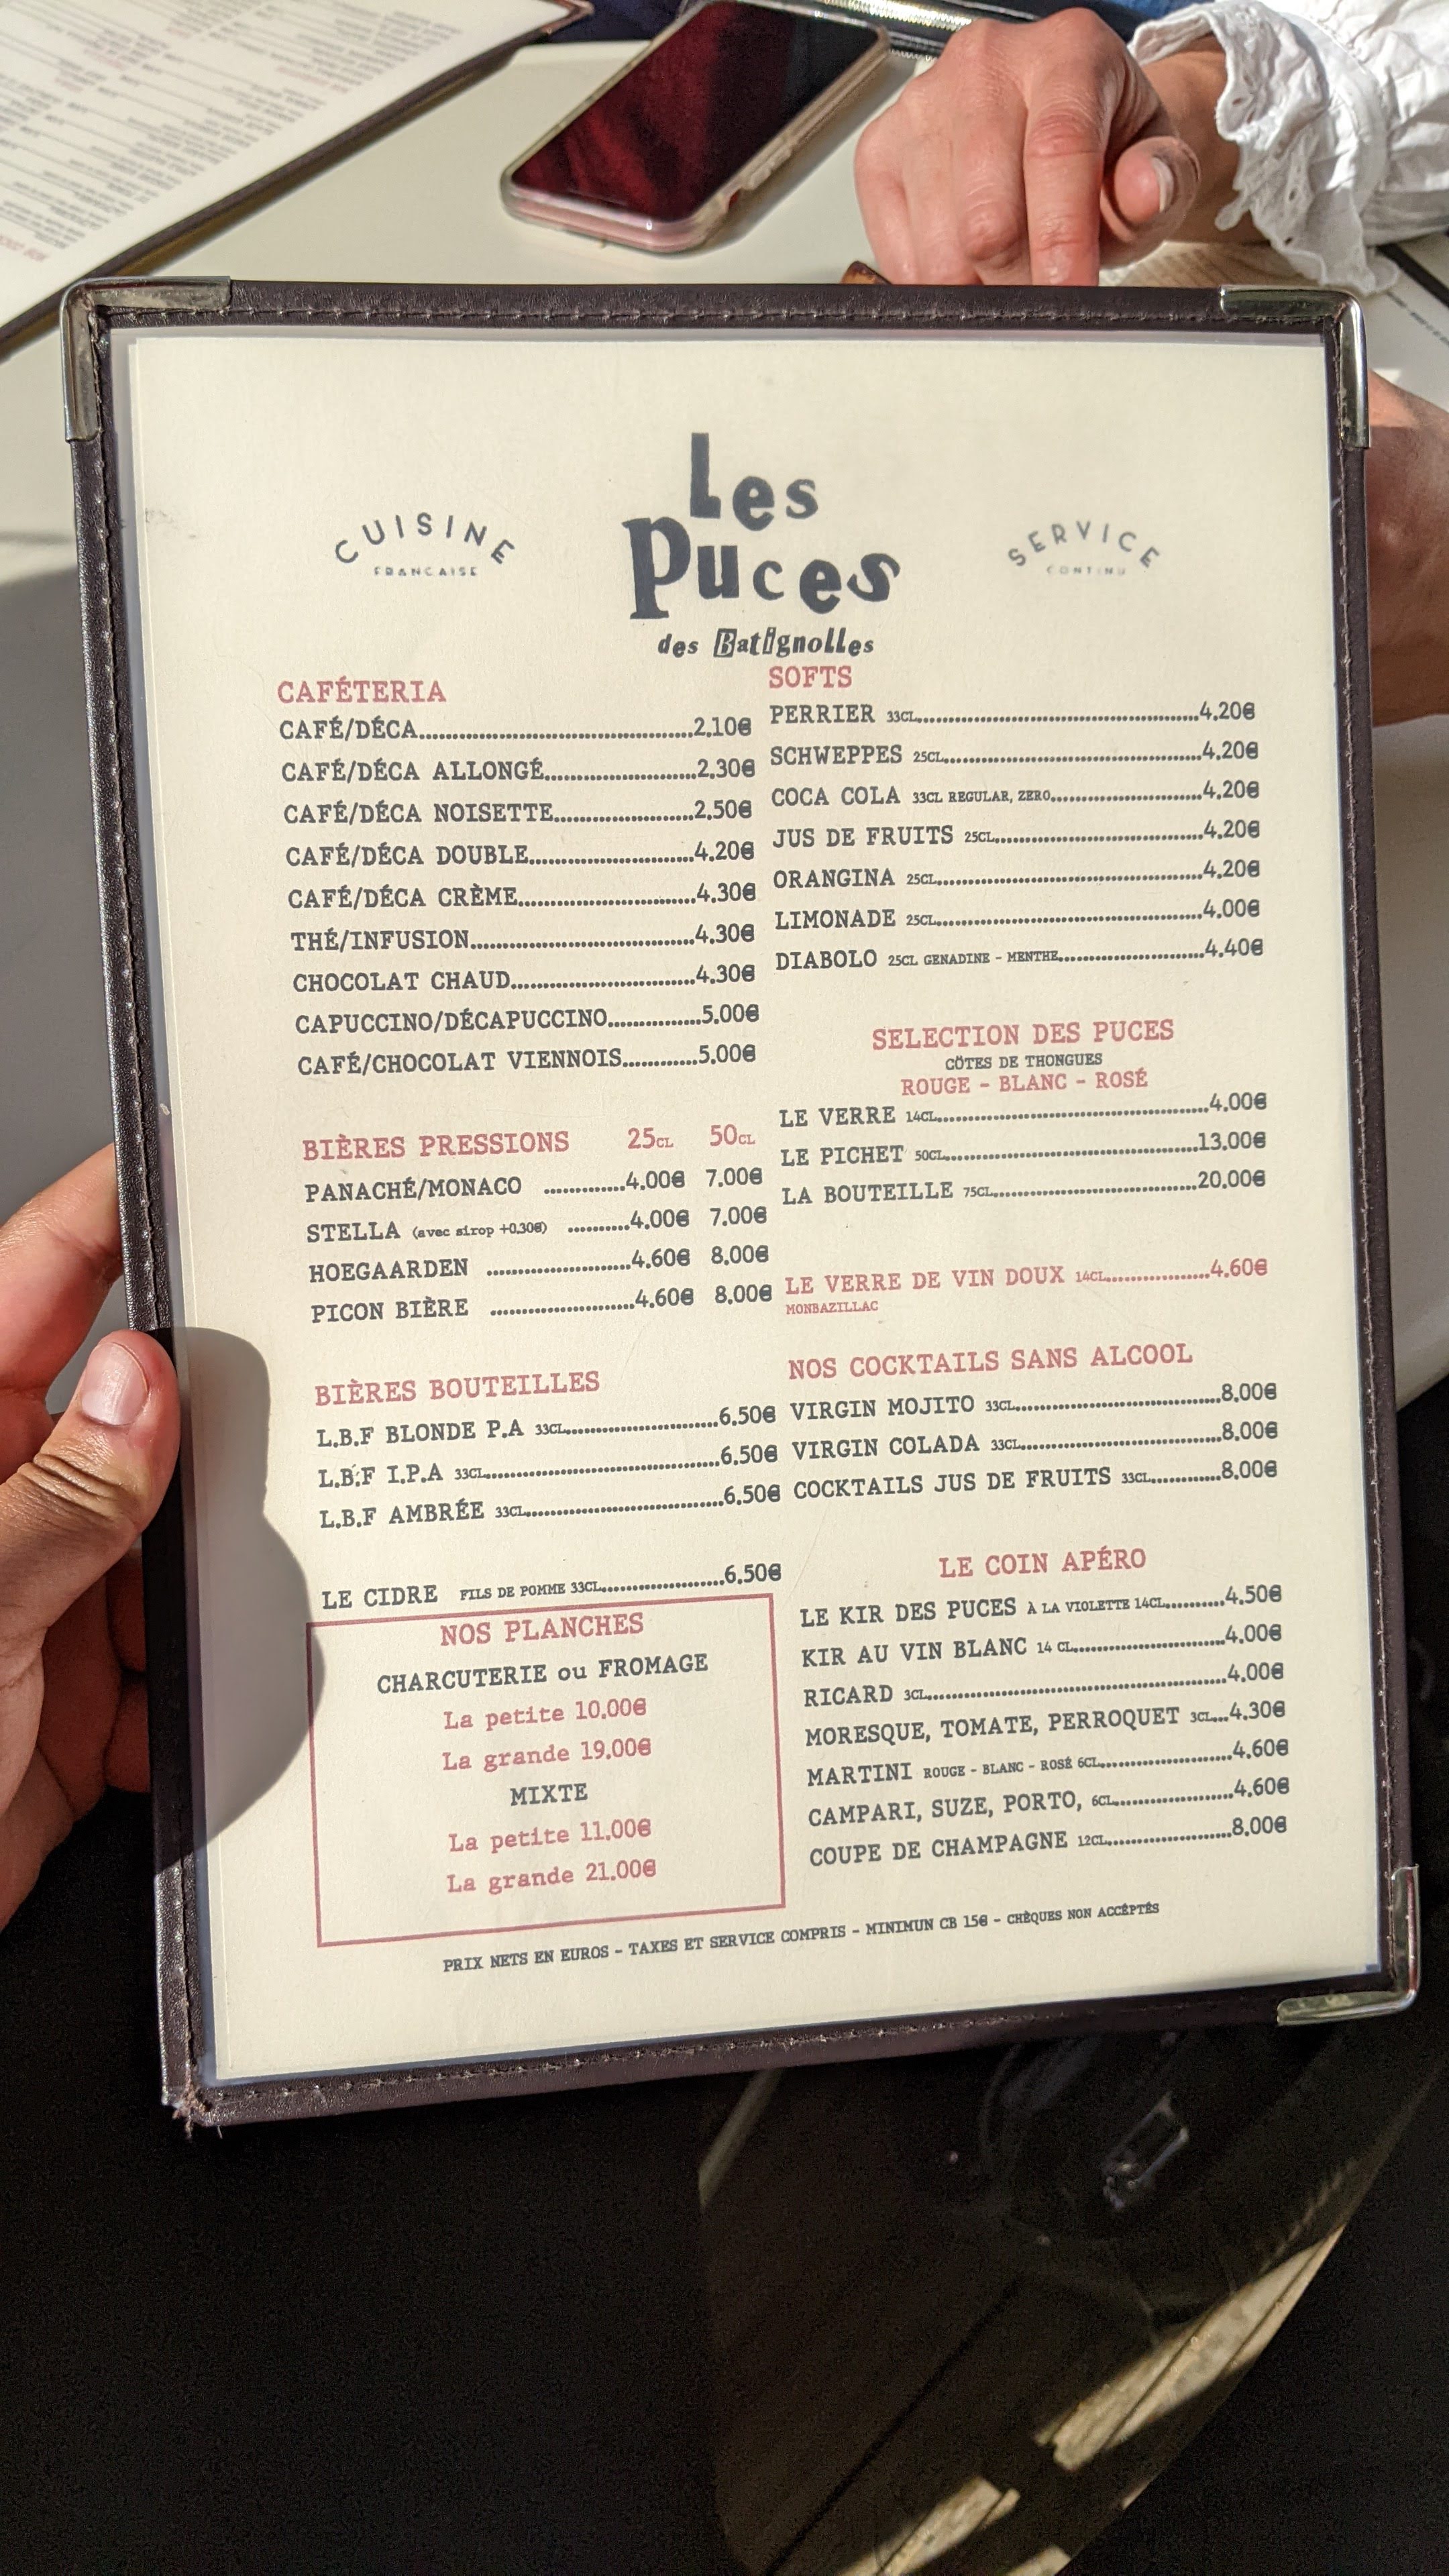 Les
Puces
des Batignolles
CUISINE
FRANCAISE
SERVICE
CONTINU
CAFÉTERIA
CAFÉ/DÉCA.......2.10€
CAFÉ/DÉCA ALLONGÉ.......2.30€
CAFÉ/DÉCA NOISETTE.......2.50€
CAFÉ/DÉCA DOUBLE.......4.20€
CAFÉ/DÉCA CRÈME.......4.30€
THÉ/INFUSION.......4.30€
CHOCOLAT CHAUD.......4.30€
CAPUCCINO/DÉCAPUCCINO.......5.00€
CAFÉ/CHOCOLAT VIENNOIS.......5.00€
BIÈRES PRESSIONS 25CL 50CL
PANACHÉ/MONACO .......4.00€ 7.00€
STELLA (avec sirop +0.30€) .......4.00€ 7.00€
HOEGAARDEN .......4.60€ 8.00€
PICON BIÈRE .......4.60€ 8.00€
BIÈRES BOUTEILLES
L.B.F BLONDE P.A 33CL.......6.50€
L.B.F I.P.A 33CL.......6.50€
L.B.F AMBRÉE 33CL.......6.50€
LE CIDRE FILS DE POMME 33CL.......6.50€
NOS PLANCHES
CHARCUTERIE ou FROMAGE
La petite 10.00€
La grande 19.00€
MIXTE
La petite 11.00€
La grande 21.00€
SOFTS
PERRIER 33CL.......4.20€
SCHWEPPES 25CL.......4.20€
COCA COLA 33CL REGULAR, ZERO.......4.20€
JUS DE FRUITS 25CL.......4.20€
ORANGINA 25CL.......4.20€
LIMONADE 25CL.......4.00€
DIABOLO 25CL GENADINE - MENTHE.......4.40€
SELECTION DES PUCES
CÖTES DE THONGUES
ROUGE - BLANC - ROSÉ
LE VERRE 14CL.......4.00€
LE PICHET 50CL.......13.00€
LA BOUTEILLE 75CL.......20.00€
LE VERRE DE VIN DOUX 14CL.......4.60€
MONBAZILLAC
NOS COCKTAILS SANS ALCOOL
VIRGIN MOJITO 33CL.......8.00€
VIRGIN COLADA 33CL.......8.00€
COCKTAILS JUS DE FRUITS 33CL.......8.00€
LE COIN APÉRO
LE KIR DES PUCES À LA VIOLETTE 14CL.......4.50€
KIR AU VIN BLANC 14 CL.......4.00€
RICARD 3CL.......4.00€
MORESQUE, TOMATE, PERROQUET 3CL...4.30€
MARTINI ROUGE - BLANC - ROSÉ 6CL.......4.60€
CAMPARI, SUZE, PORTO, 6CL.......4.60€
COUPE DE CHAMPAGNE 12CL.......8.00€
PRIX NETS EN EUROS - TAXES ET SERVICE COMPRIS - MINIMUN CB 15€ - CHÈQUES NON ACCÉPTÉS